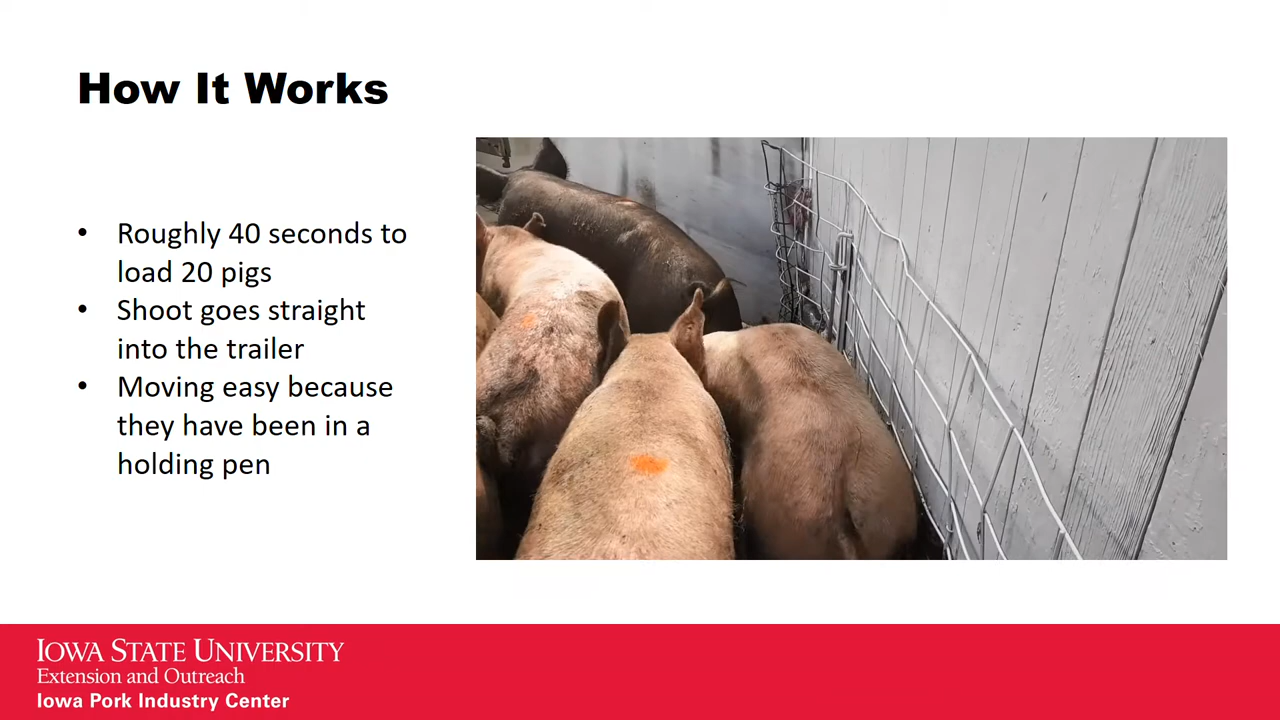 How It Works
• Roughly 40 seconds to
load 20 pigs
• Shoot goes straight
into the trailer
• Moving easy because
they have been in a
holding pen
IOWA STATE UNIVERSITY
Extension and Outreach
Iowa Pork Industry Center